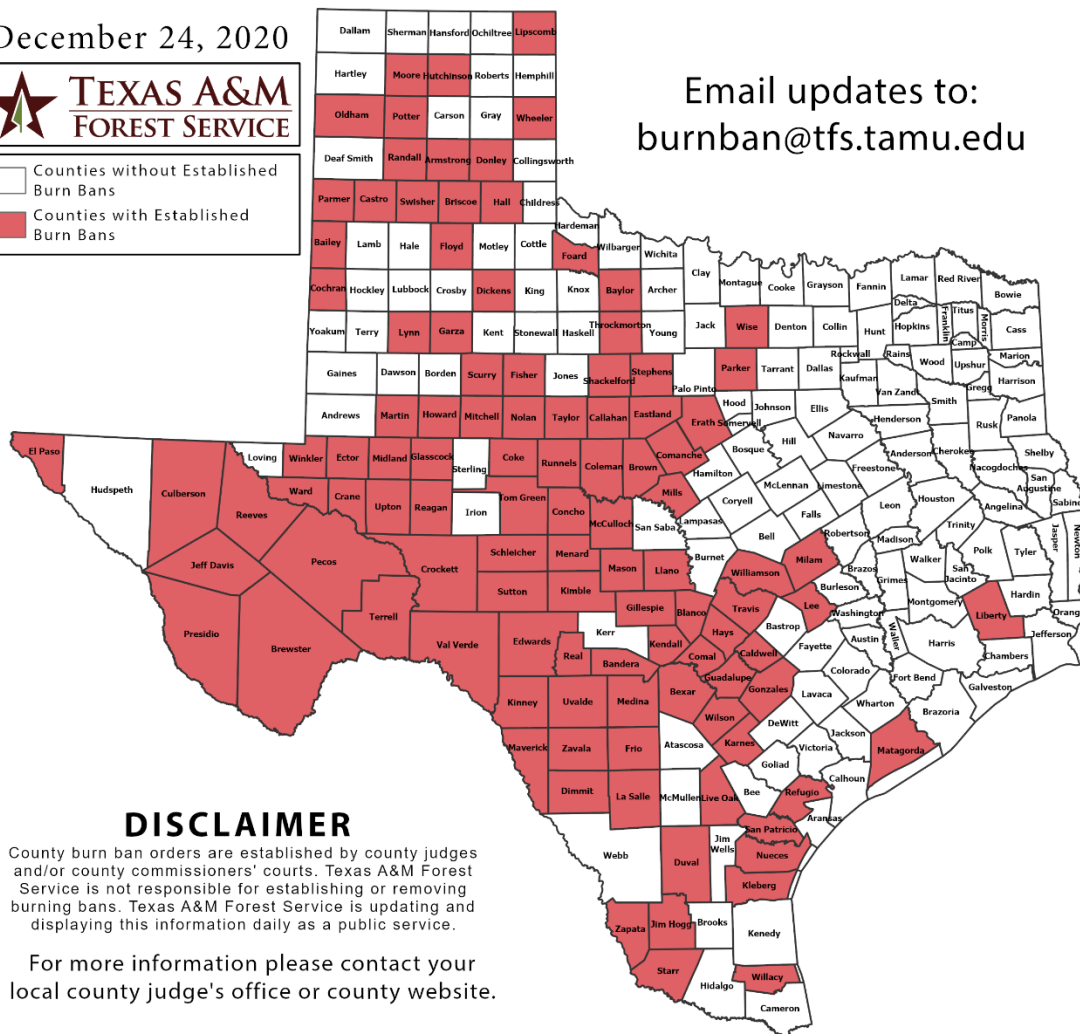 December 24, 2020
TEXAS A&M
FOREST SERVICE
Counties without Established
Burn Bans
Counties with Established
Burn Bans
Email updates to:
burnban@tfs.tamu.edu
Dallam Sherman Hansford Ochiltree Lipscomb
Hartley Moore Hutchinson Roberts Hemphill
Oldham Potter Carson Gray Wheeler
Deaf Smith Randall Armstrong Donley Collingsworth
Parmer Castro Swisher Briscoe Hall Childress
Hardeman
Bailey Lamb Hale Floyd Motley Cottle Foard Wilbarger Wichita
Clay Montague Cooke Grayson Fannin Lamar Red River Bowie
Cochran Hockley Lubbock Crosby Dickens King Knox Baylor Archer
Delta Franklin Titus Morris Cass
Yoakum Terry Lynn Garza Kent Stonewall Haskell Throckmorton Young Jack Wise Denton Collin Hunt Hopkins
Camp Marion
Rockwall Rains Wood Upshur
Gaines Dawson Borden Scurry Fisher Jones Shackelford Stephens Palo Pinto Parker Tarrant Dallas Kaufman Van Zandt Gregg Harrison
Andrews Martin Howard Mitchell Nolan Taylor Callahan Eastland Erath Somervell Hood Johnson Ellis Henderson Smith Rusk Panola
El Paso Hudspeth Culberson Loving Winkler Ector Midland Glasscock Sterling Coke Runnels Coleman Brown Comanche Hamilton Bosque Hill Navarro Anderson Cherokee Shelby
Freestone Nacogdoches San
Augustine Sabine
Reeves Ward Crane Upton Reagan Irion Tom Green Concho McCulloch San Saba Mills Lampasas Coryell McLennan Limestone Leon Houston Angelina
Falls Bell Robertson Madison Trinity Polk Tyler Jasper Newton
Jeff Davis Pecos Crockett Schleicher Menard Mason Llano Burnet Williamson Milam Brazos Grimes Walker San
Jacinto Hardin
Terrell Sutton Kimble Gillespie Blanco Travis Lee Burleson Washington Montgomery Liberty Orange
Presidio Brewster Val Verde Edwards Real Kerr Bandera Kendall Comal Hays Caldwell Bastrop Fayette Austin Waller Harris Chambers Jefferson
Kinney Uvalde Medina Bexar Guadalupe Gonzales Lavaca Colorado Wharton Fort Bend Brazoria Galveston
Wilson DeWitt Jackson Matagorda
Maverick Zavala Frio Atascosa Karnes Goliad Victoria Calhoun
Dimmit La Salle McMullen Live Oak Bee Refugio Aransas
San Patricio
Webb Duval Jim
Wells Nueces
Kleberg
Zapata Jim Hogg Brooks Kenedy
Starr Hidalgo Willacy
Cameron
DISCLAIMER
County burn ban orders are established by county judges
and/or county commissioners' courts. Texas A&M Forest
Service is not responsible for establishing or removing
burning bans. Texas A&M Forest Service is updating and
displaying this information daily as a public service.
For more information please contact your
local county judge's office or county website.